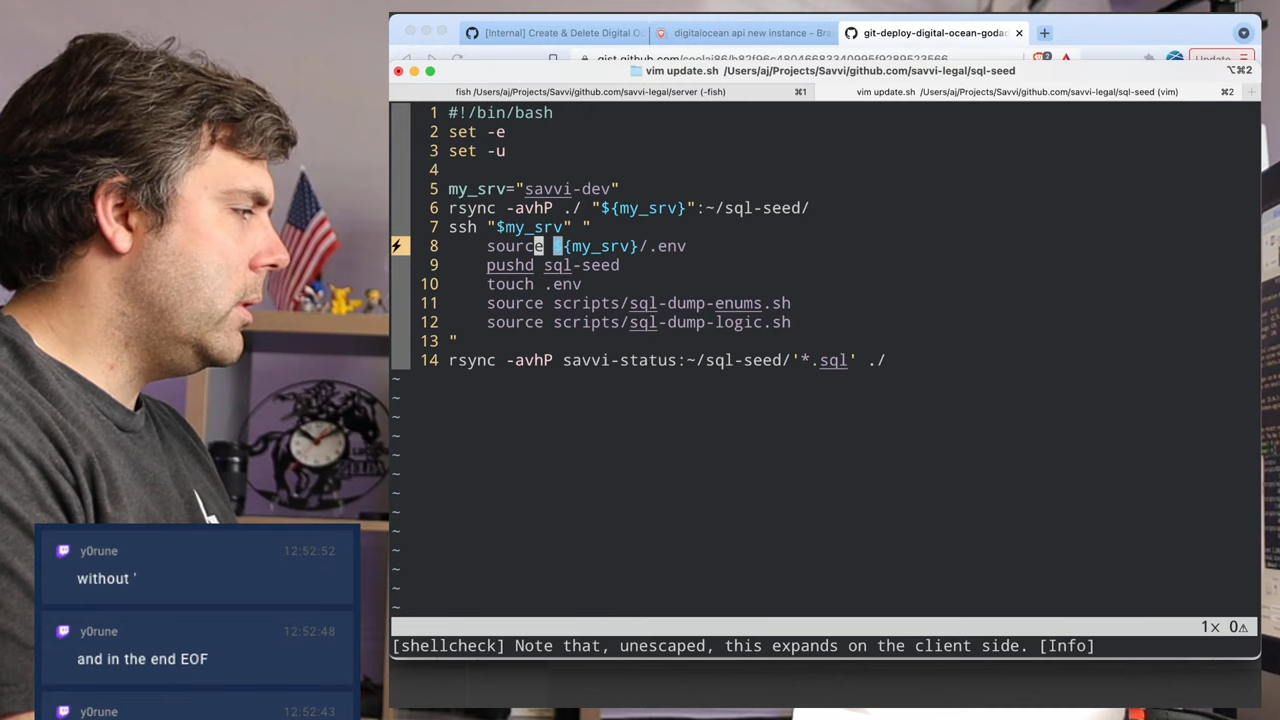 [Internal] Create & Delete Digital O
digitalocean api new instance - Bra
git-deploy-digital-ocean-godad
vim update.sh /Users/aj/Projects/Savvi/github.com/savvi-legal/sql-seed
⌥⌘2
fish /Users/aj/Projects/Savvi/github.com/savvi-legal/server (-fish)
⌘1
vim update.sh /Users/aj/Projects/Savvi/github.com/savvi-legal/sql-seed (vim)
⌘2
1 #!/bin/bash
2 set -e
3 set -u
4
5 my_srv="savvi-dev"
6 rsync -avhP ./ "${my_srv}":~/sql-seed/
7 ssh "$my_srv" "
8 source ${my_srv}/.env
9 pushd sql-seed
10 touch .env
11 source scripts/sql-dump-enums.sh
12 source scripts/sql-dump-logic.sh
13 "
14 rsync -avhP savvi-status:~/sql-seed/'*.sql' ./
~
~
~
~
~
~
~
~
~
~
~
~
~
1× 0⚠
[shellcheck] Note that, unescaped, this expands on the client side. [Info]
y0rune 12:52:52
without '
y0rune 12:52:48
and in the end EOF
y0rune 12:52:43